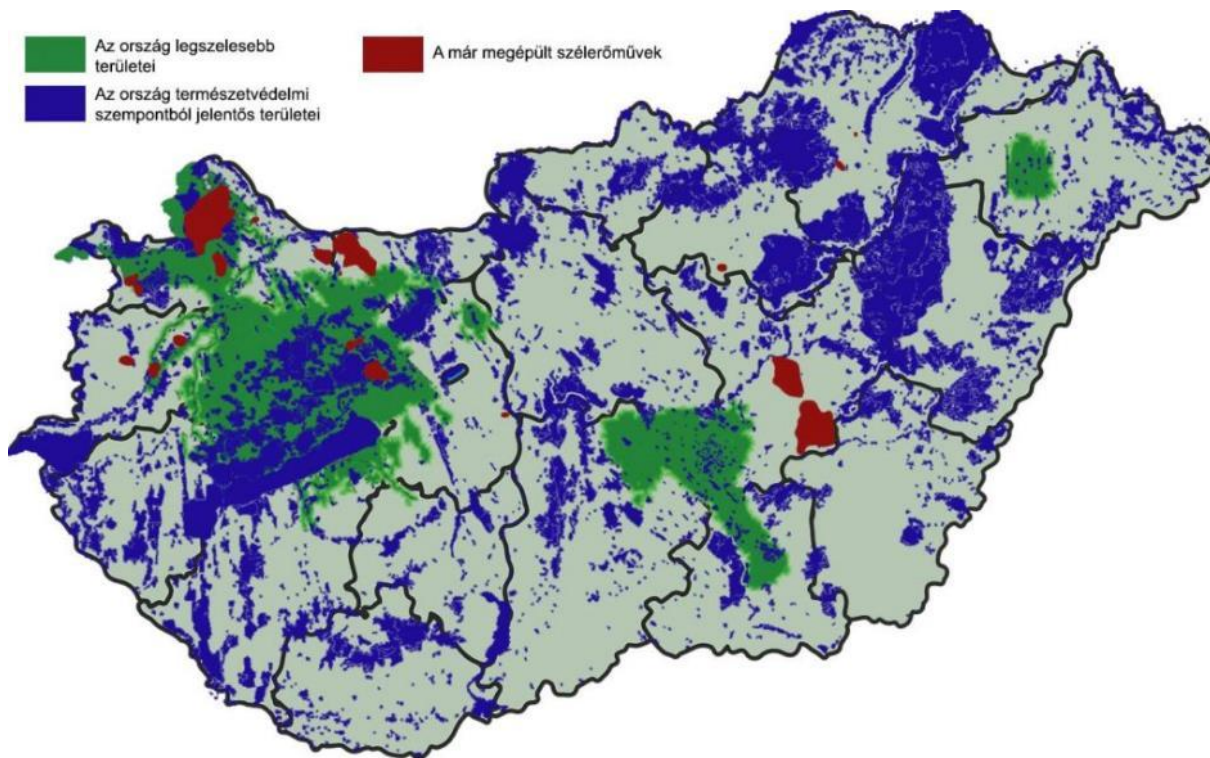 Az ország legszelesebb
területei
A már megépült szélerőművek
Az ország természetvédelmi
szempontból jelentős területei